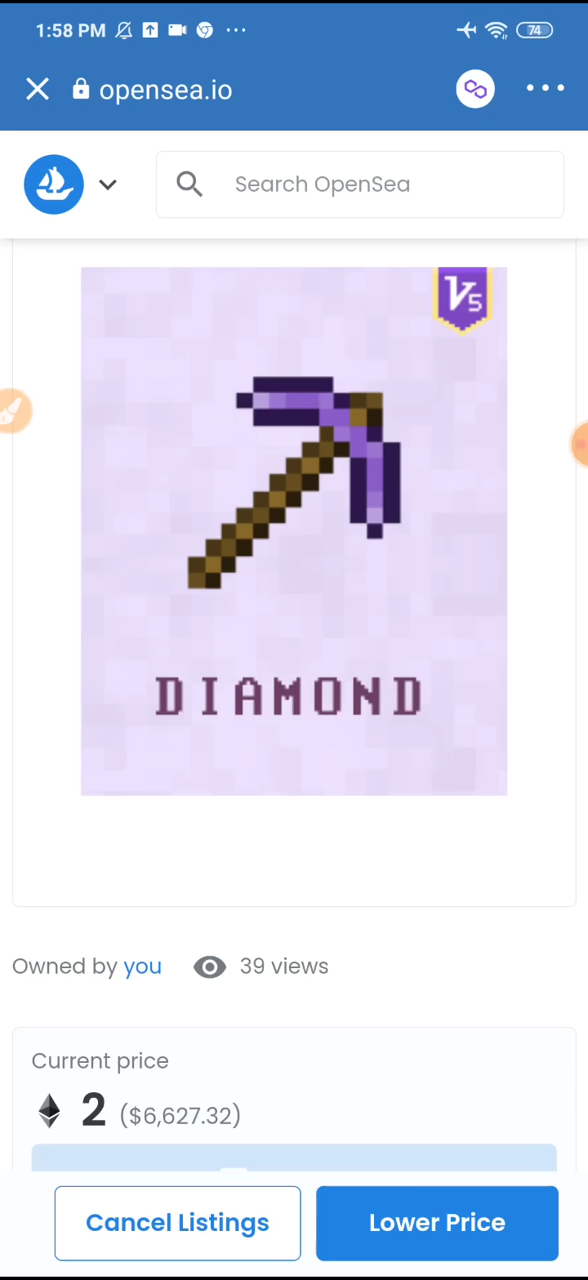 1:58 PM 74
opensea.io
Search OpenSea
V5
DIAMOND
Owned by you 39 views
Current price
2 ($6,627.32)
Cancel Listings Lower Price